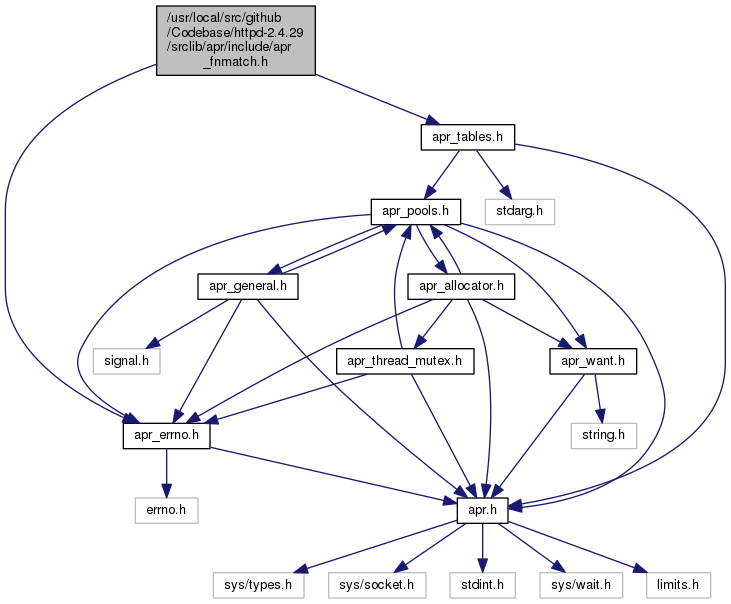 /usr/local/src/github
/Codebase/httpd-2.4.29
/srclib/apr/include/apr
_fnmatch.h
apr_tables.h
apr_pools.h
stdarg.h
apr_general.h
apr_allocator.h
signal.h
apr_thread_mutex.h
apr_want.h
apr_errno.h
string.h
errno.h
apr.h
sys/types.h
sys/socket.h
stdint.h
sys/wait.h
limits.h